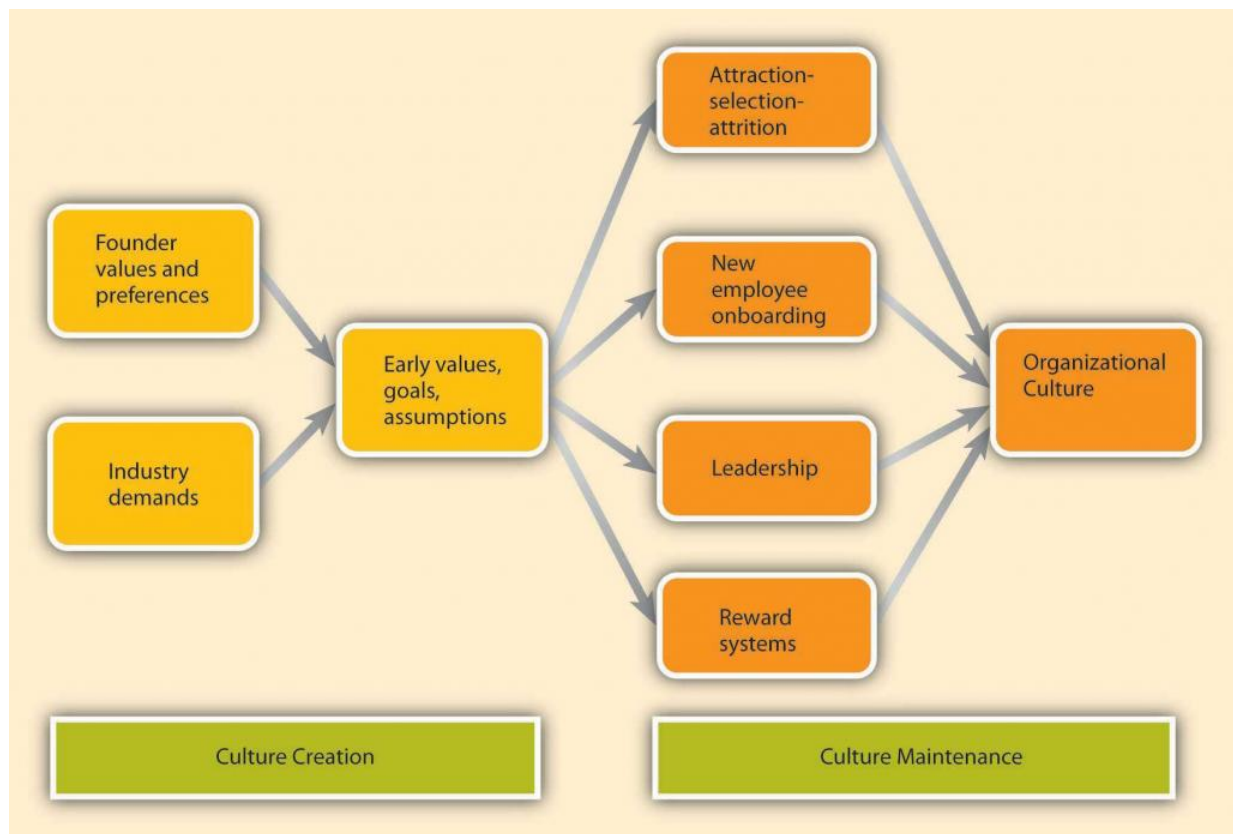 Founder
values and
preferences
Industry
demands
Early values,
goals,
assumptions
Attraction-
selection-
attrition
New
employee
onboarding
Leadership
Reward
systems
Organizational
Culture
Culture Creation
Culture Maintenance